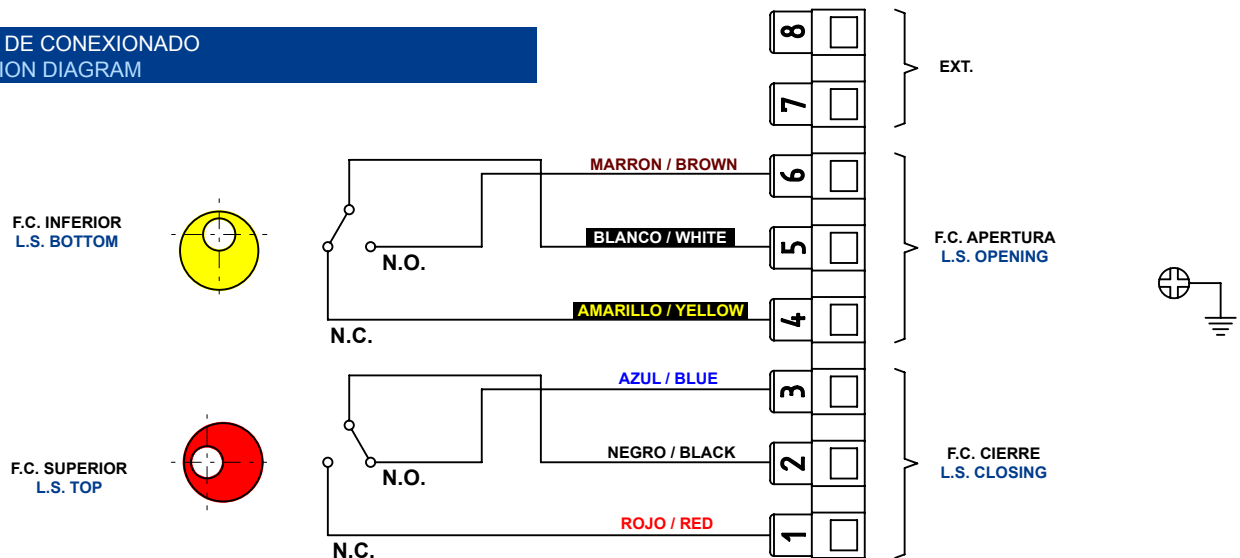 DE CONEXIONADO
ION DIAGRAM
8
EXT.
7
MARRON / BROWN
6
F.C. INFERIOR
L.S. BOTTOM
BLANCO / WHITE
5
F.C. APERTURA
L.S. OPENING
N.O.
AMARILLO / YELLOW
4
N.C.
AZUL / BLUE
3
NEGRO / BLACK
2
F.C. CIERRE
L.S. CLOSING
F.C. SUPERIOR
L.S. TOP
N.O.
ROJO / RED
1
N.C.